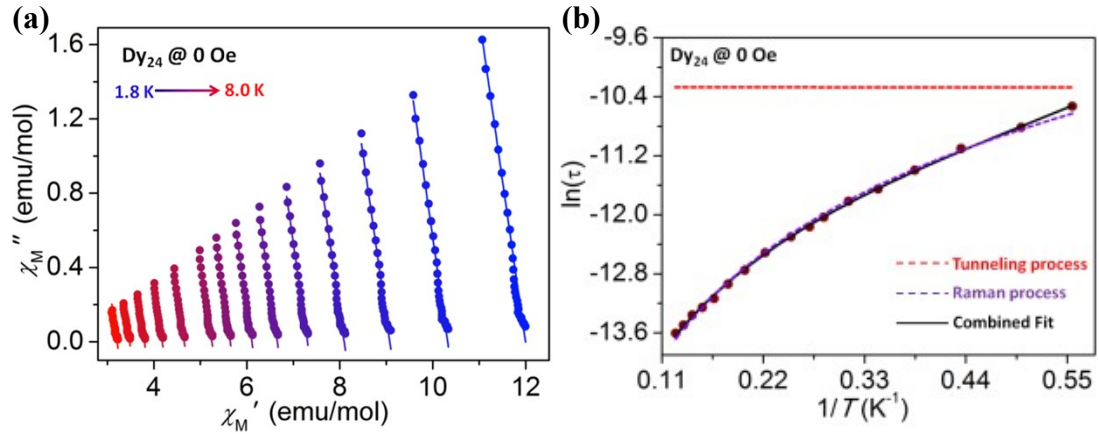 (a)
Dy24 @ 0 Oe
1.8 K 8.0 K
1.6
1.2
0.8
0.4
0.0
χM″ (emu/mol)
4 6 8 10 12
χM′ (emu/mol)
(b)
Dy24 @ 0 Oe
-9.6
-10.4
-11.2
-12.0
-12.8
-13.6
ln(τ)
Tunneling process
Raman process
Combined Fit
0.11 0.22 0.33 0.44 0.55
1/T(K-1)